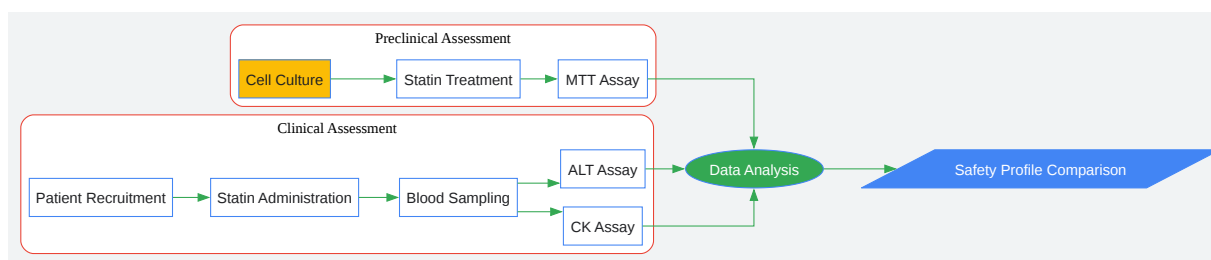 Preclinical Assessment
Cell Culture
Statin Treatment
MTT Assay
Clinical Assessment
Patient Recruitment
Statin Administration
Blood Sampling
ALT Assay
CK Assay
Data Analysis
Safety Profile Comparison